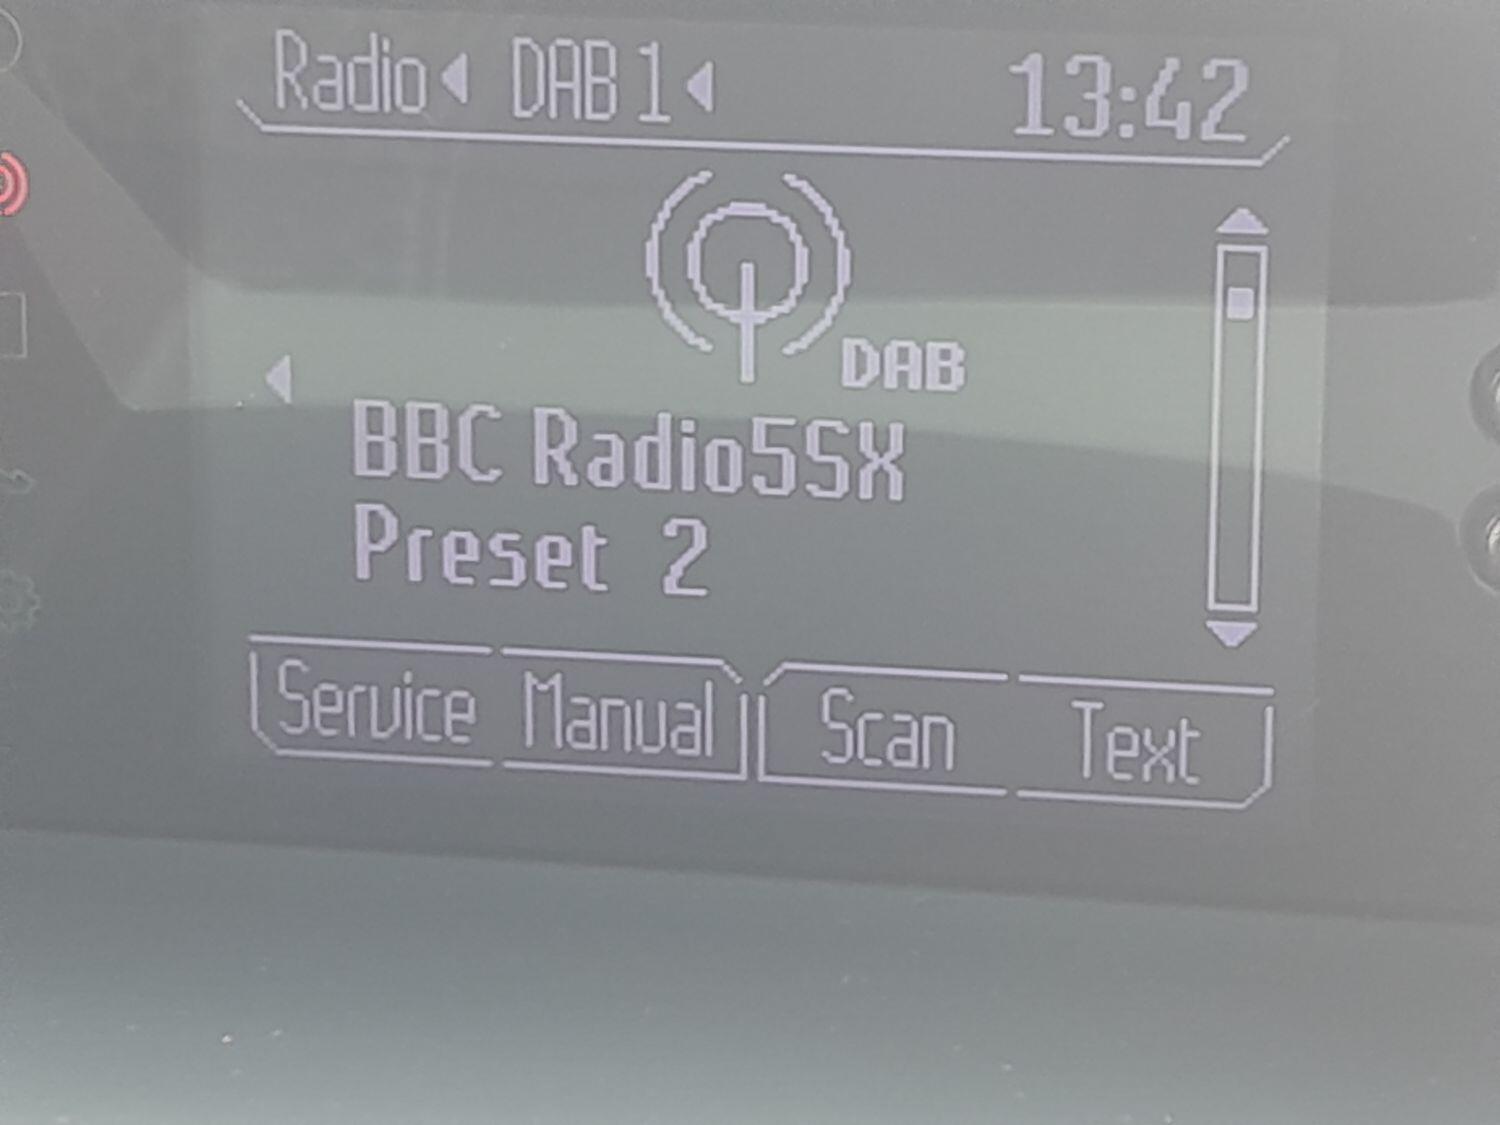 Radio DAB 1 13:42
DAB
BBC Radio5SX
Preset 2
Service Manual Scan Text